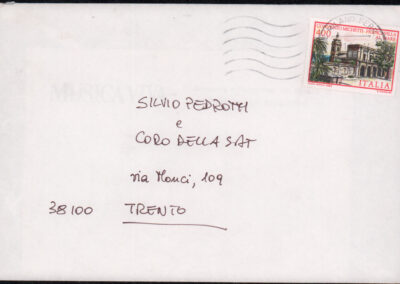 400
ITALIA
SILVIO PEDROTTI
e
CORO DELLA SAT
via Manci, 109
38100 TRENTO